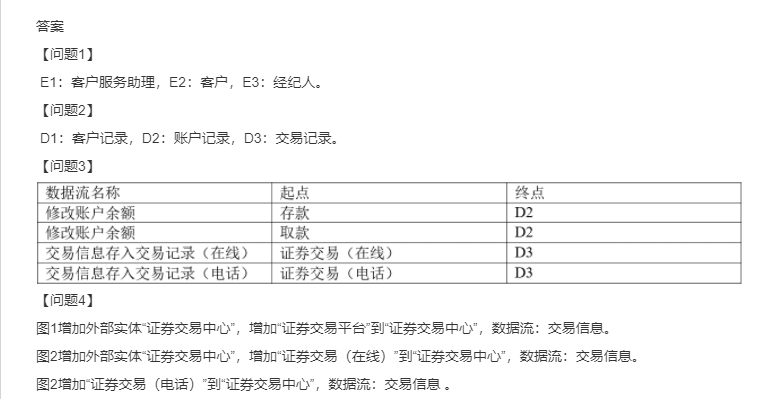 答案
【问题1】
E1：客户服务助理，E2：客户，E3：经纪人。
【问题2】
D1：客户记录，D2：账户记录，D3：交易记录。
【问题3】
数据流名称 起点 终点
修改账户余额 存款 D2
修改账户余额 取款 D2
交易信息存入交易记录（在线） 证券交易（在线） D3
交易信息存入交易记录（电话） 证券交易（电话） D3
【问题4】
图1增加外部实体“证券交易中心”，增加“证券交易平台”到“证券交易中心”，数据流：交易信息。
图2增加外部实体“证券交易中心”，增加“证券交易（在线）”到“证券交易中心”，数据流：交易信息。
图2增加“证券交易（电话）”到“证券交易中心”，数据流：交易信息 。